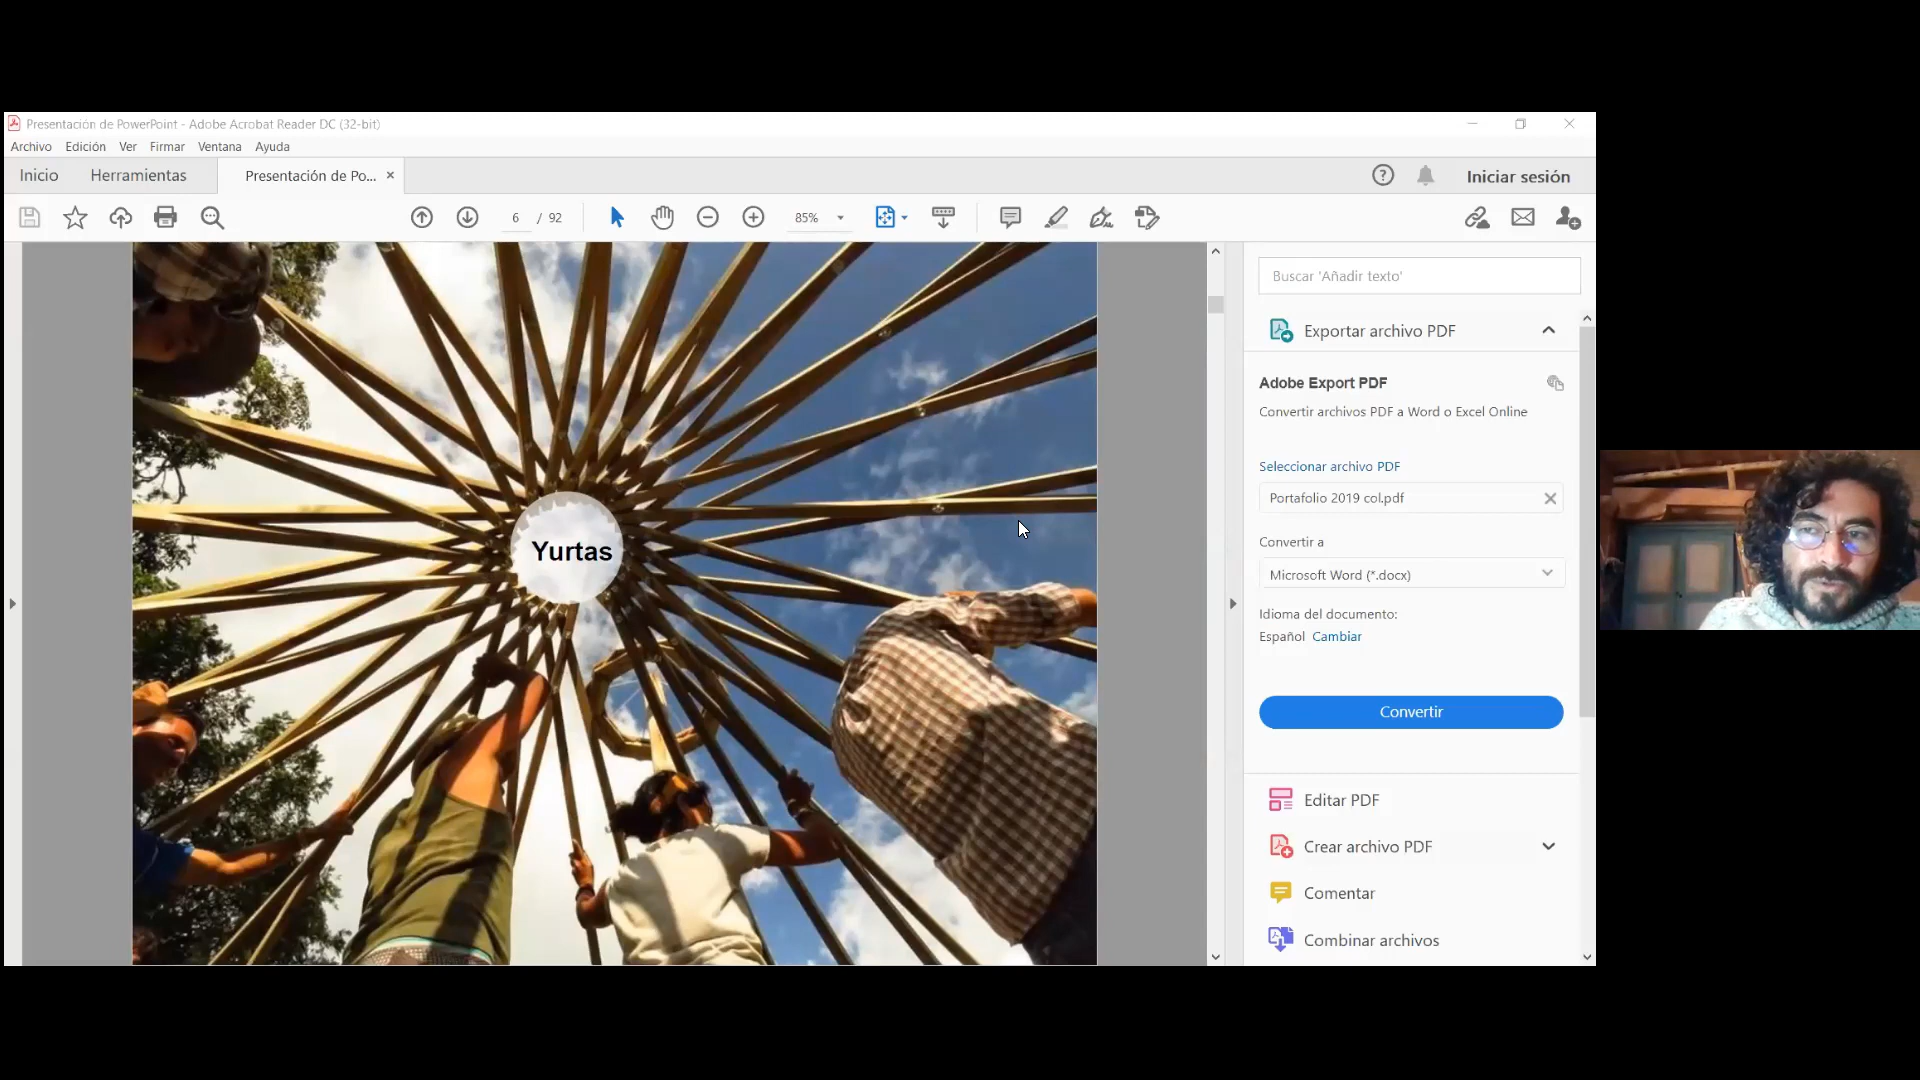 Presentación de PowerPoint - Adobe Acrobat Reader DC (32-bit)
Archivo Edición Ver Firmar Ventana Ayuda
Inicio Herramientas Presentación de Po... Iniciar sesión
6 / 92 85%
Buscar 'Añadir texto'
Exportar archivo PDF
Adobe Export PDF
Convertir archivos PDF a Word o Excel Online
Seleccionar archivo PDF
Portafolio 2019 col.pdf
Convertir a
Microsoft Word (*.docx)
Idioma del documento:
Español Cambiar
Convertir
Editar PDF
Crear archivo PDF
Comentar
Combinar archivos
Yurtas